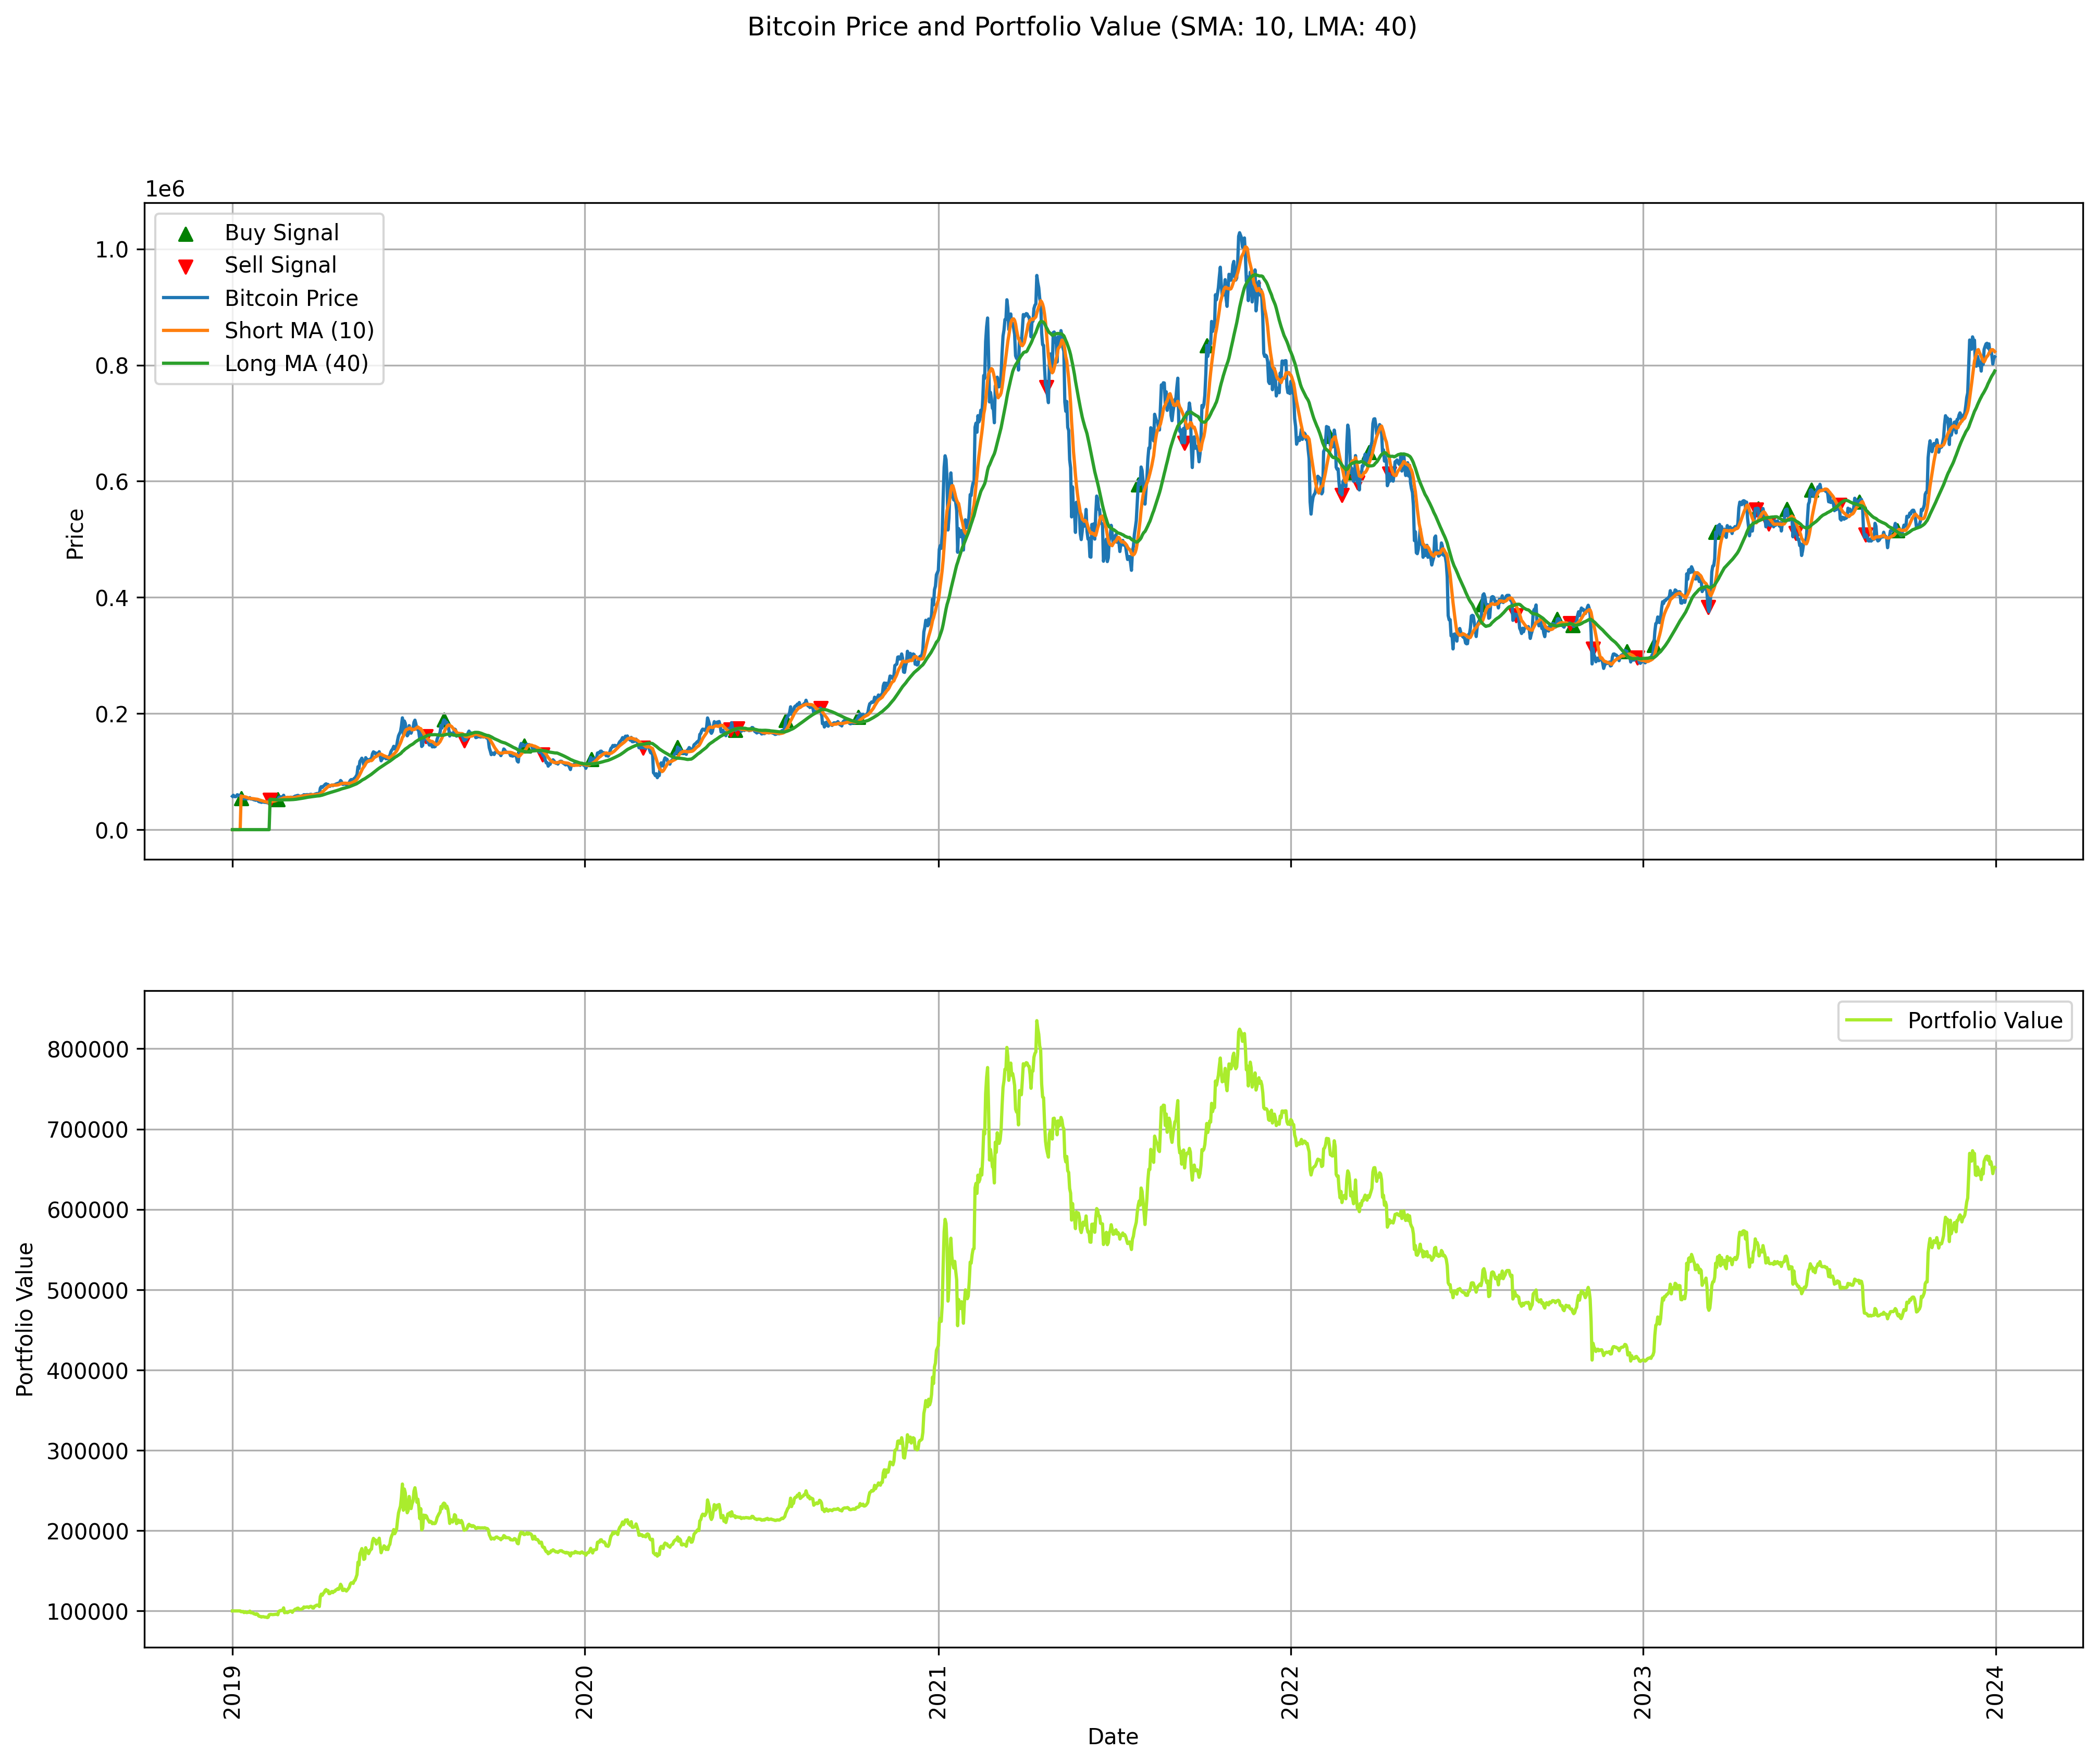 Bitcoin Price and Portfolio Value (SMA: 10, LMA: 40)
1e6
Buy Signal
Sell Signal
Bitcoin Price
Short MA (10)
Long MA (40)
1.0
0.8
0.6
0.4
0.2
0.0
Price
Portfolio Value
800000
700000
600000
500000
400000
300000
200000
100000
Portfolio Value
2019
2020
2021
2022
2023
2024
Date